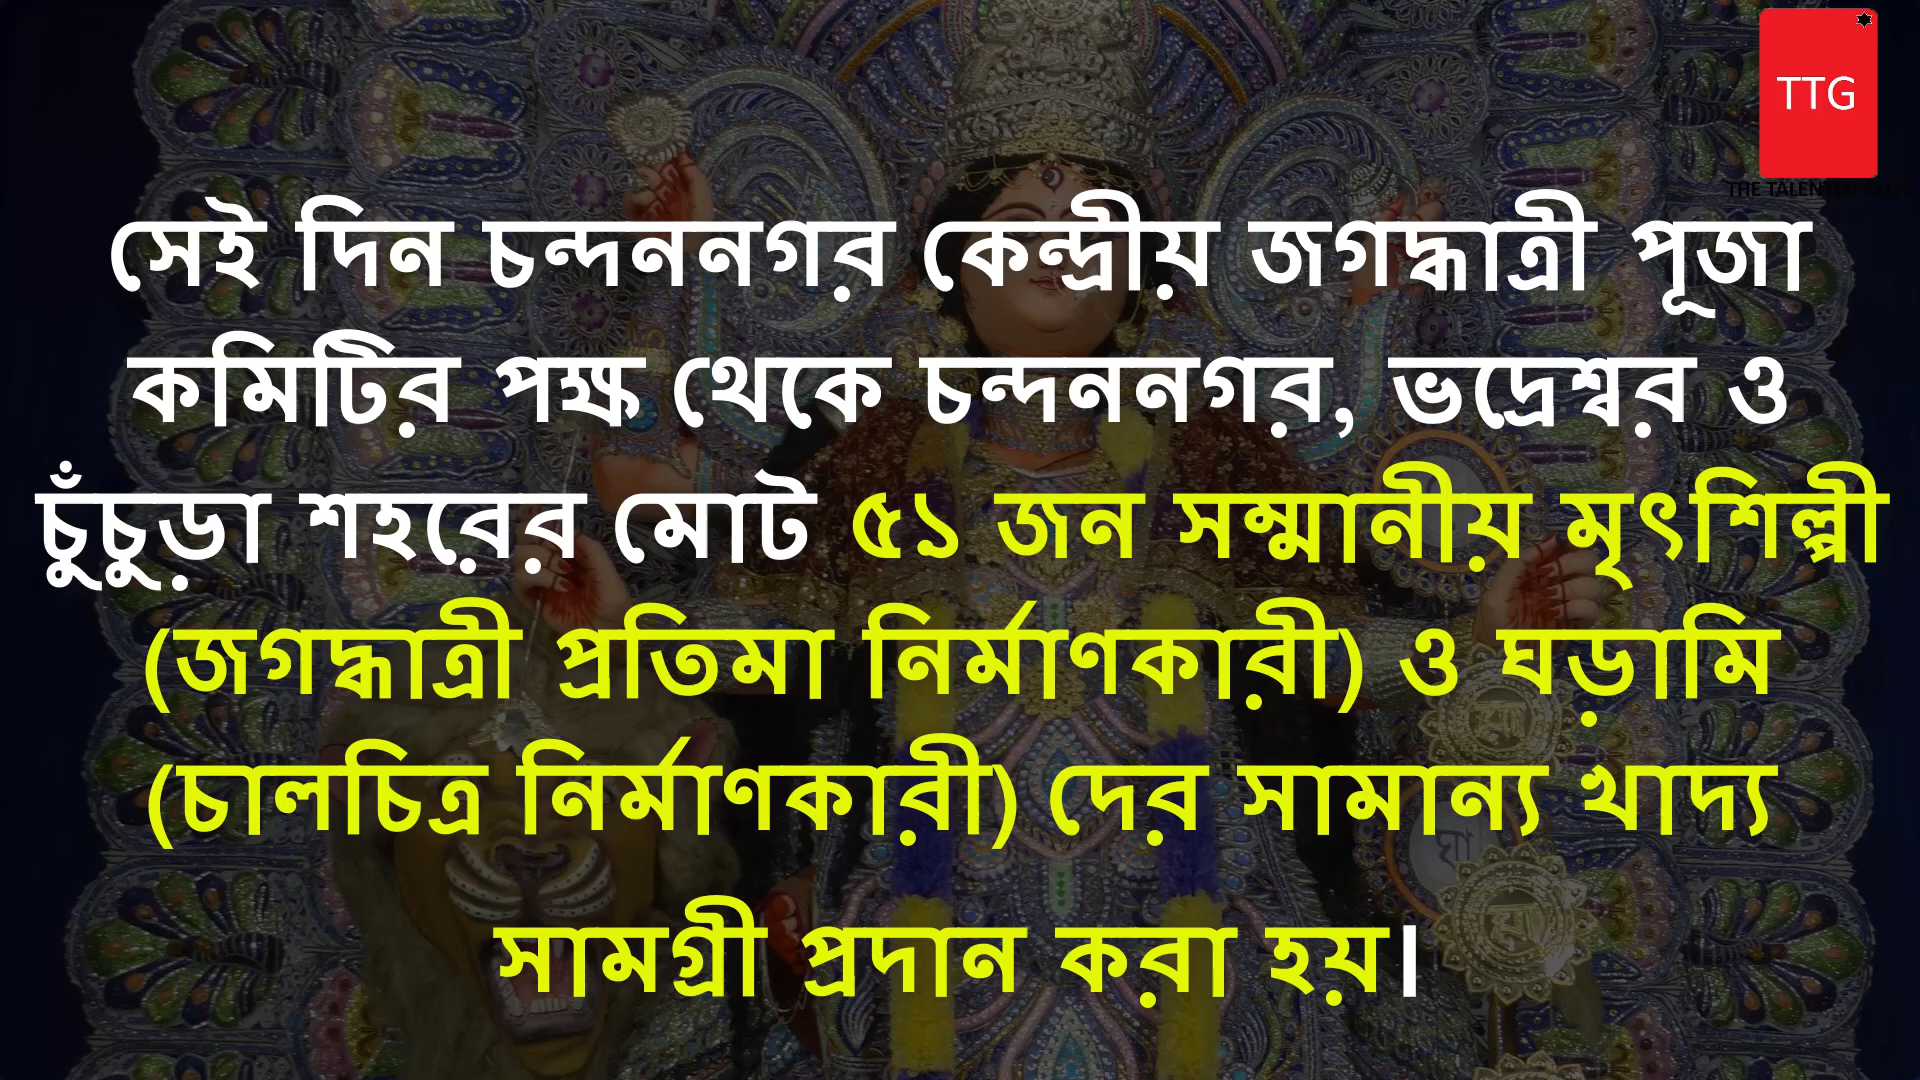 TTG
সেই দিন চন্দননগর কেন্দ্রীয় জগদ্ধাত্রী পূজা
কমিটির পক্ষ থেকে চন্দননগর, ভদ্রেশ্বর ও
চুঁচুড়া শহরের মোট ৫১ জন সম্মানীয় মৃৎশিল্পী
(জগদ্ধাত্রী প্রতিমা নির্মাণকারী) ও ঘড়ামি
(চালচিত্র নির্মাণকারী) দের সামান্য খাদ্য
সামগ্রী প্রদান করা হয়।